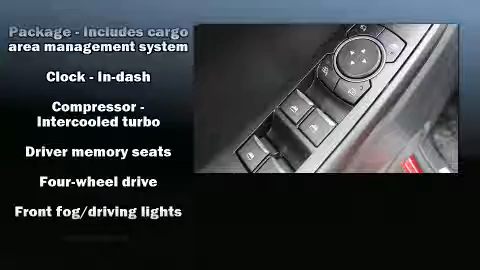 Package - Includes cargo
area management system
Clock - In-dash
Compressor -
Intercooled turbo
Driver memory seats
Four-wheel drive
Front fog/driving lights